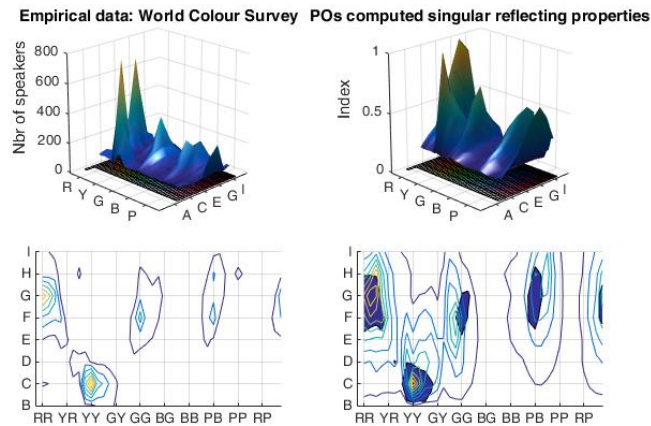 Empirical data: World Colour Survey
POs computed singular reflecting properties
Nbr of speakers
800
600
400
200
0
R Y G B P
A C E G I
Index
1
0.5
0
R Y G B P
A C E G I
I
H
G
F
E
D
C
B
RR YR YY GY GG BG BB PB PP RP
I
H
G
F
E
D
C
B
RR YR YY GY GG BG BB PB PP RP